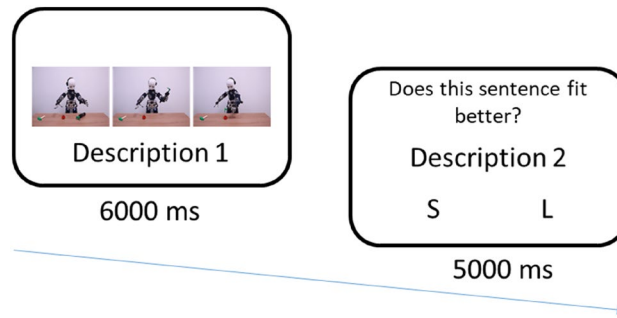 Description 1
6000 ms
Does this sentence fit
better?
Description 2
S L
5000 ms